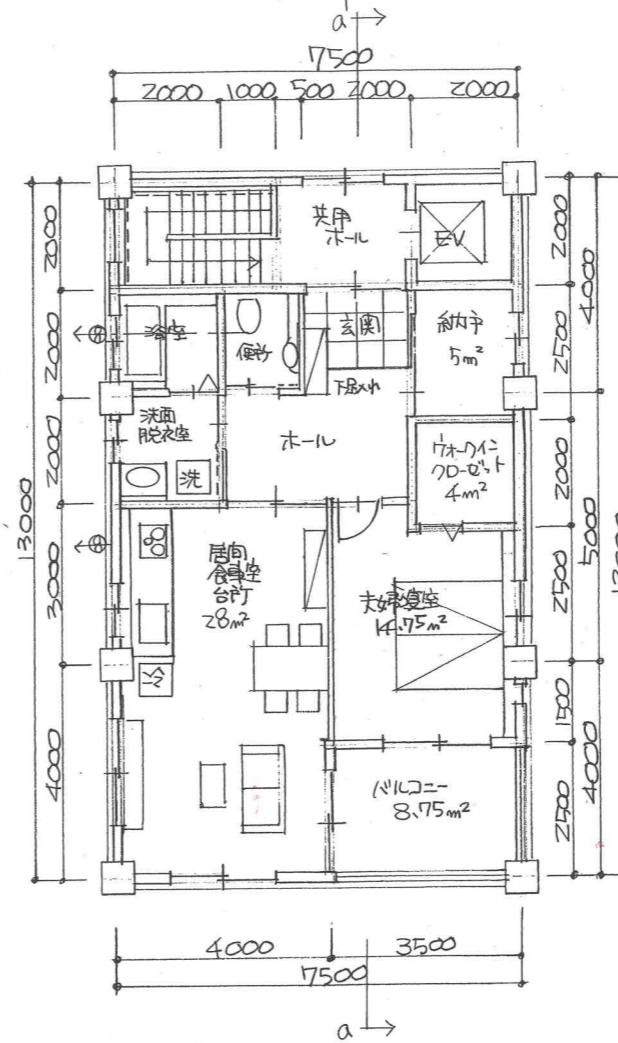 a'
7500
2000 1000 500 2000 2000
共用
ホール
EV
2000
2000
2000
3000
4000
13000
2000
2500
2000
2500
1500
2500
4000
5000
4000
浴室
便所
玄関
納戸
5m²
下足入れ
洗面
脱衣室
洗
ホール
ウォークイン
クローゼット
4m²
居間
食事室
台所
28m²
夫婦寝室
14.75m²
冷
バルコニー
8.75m²
4000 3500
7500
a